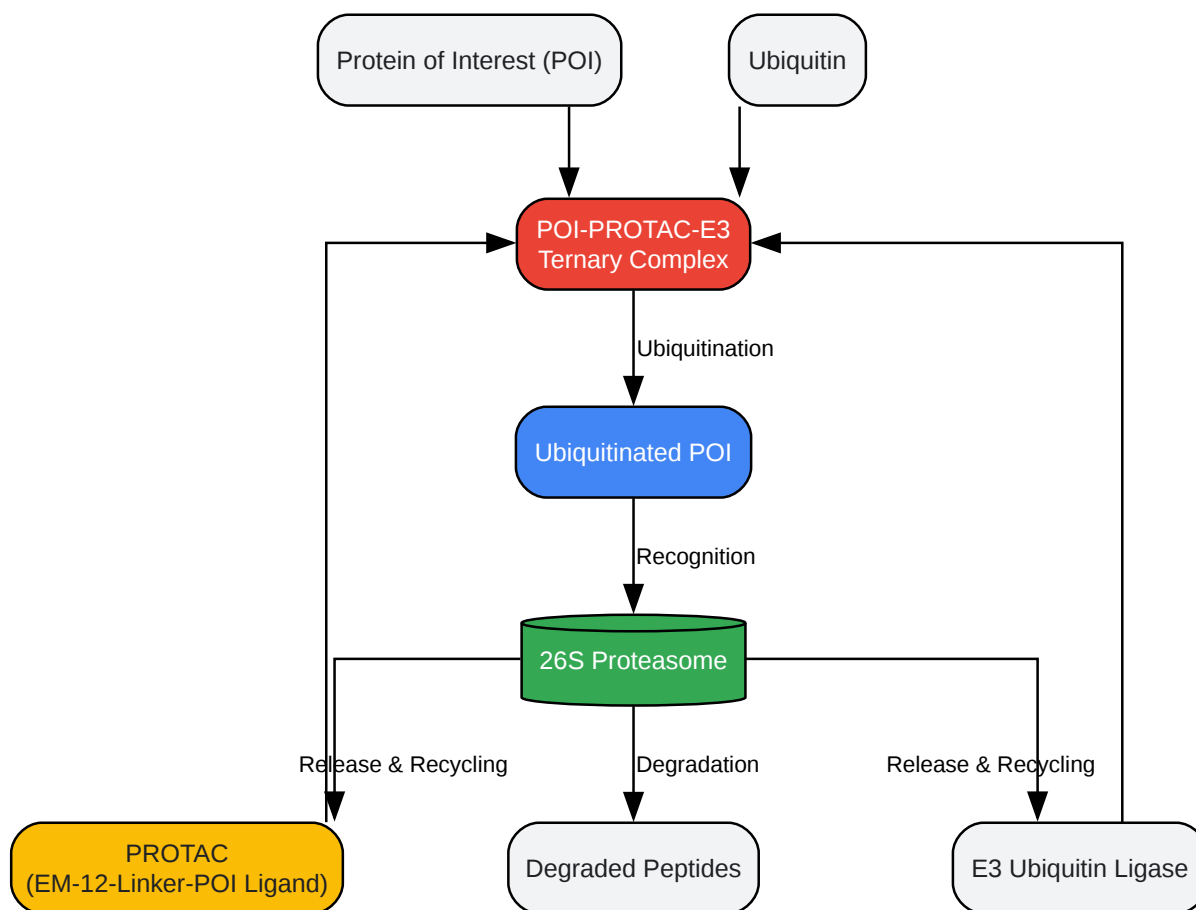 Protein of Interest (POI)
Ubiquitin
POI-PROTAC-E3
Ternary Complex
Ubiquitination
Ubiquitinated POI
Recognition
26S Proteasome
Release & Recycling
Degradation
Release & Recycling
PROTAC
(EM-12-Linker-POI Ligand)
Degraded Peptides
E3 Ubiquitin Ligase